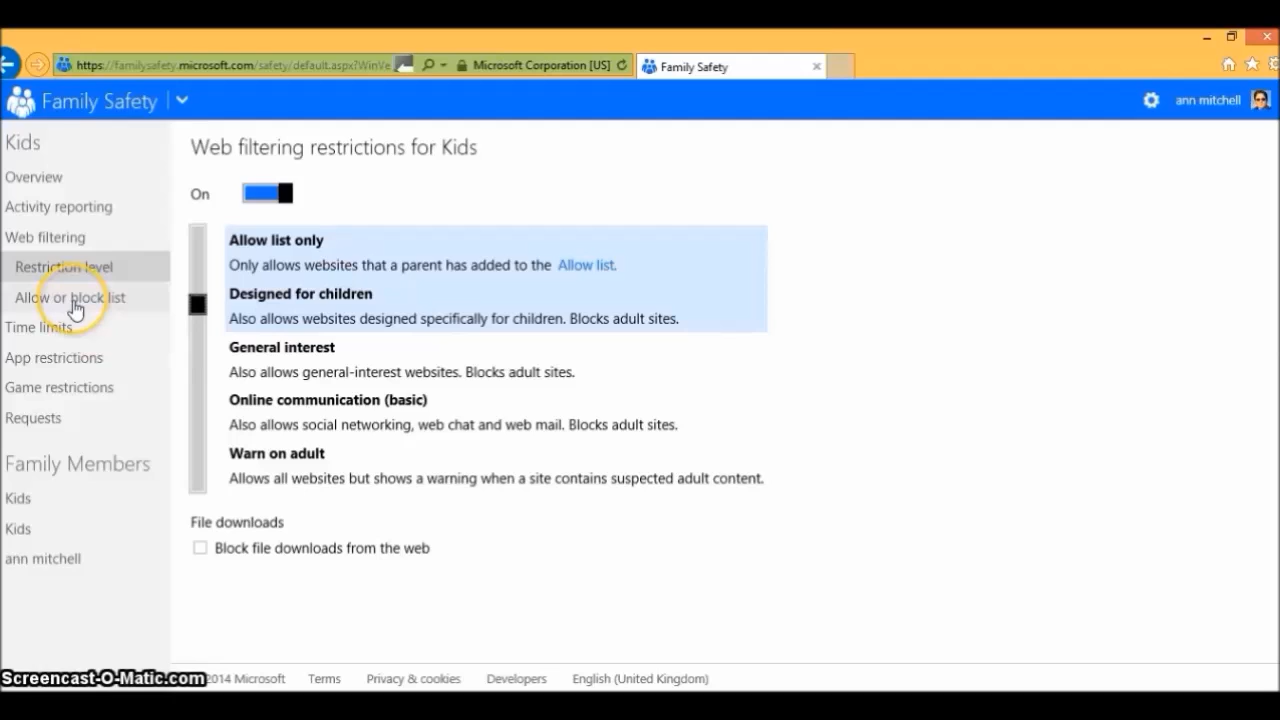 https://familysafety.microsoft.com/safety/default.aspx?WinVe
Microsoft Corporation [US]
Family Safety
Family Safety
ann mitchell
Kids
Overview
Activity reporting
Web filtering
Restriction level
Allow or block list
Time limits
App restrictions
Game restrictions
Requests
Family Members
Kids
Kids
ann mitchell
Web filtering restrictions for Kids
On
Allow list only
Only allows websites that a parent has added to the Allow list.
Designed for children
Also allows websites designed specifically for children. Blocks adult sites.
General interest
Also allows general-interest websites. Blocks adult sites.
Online communication (basic)
Also allows social networking, web chat and web mail. Blocks adult sites.
Warn on adult
Allows all websites but shows a warning when a site contains suspected adult content.
File downloads
Block file downloads from the web
Screencast-O-Matic.com
2014 Microsoft
Terms
Privacy & cookies
Developers
English (United Kingdom)